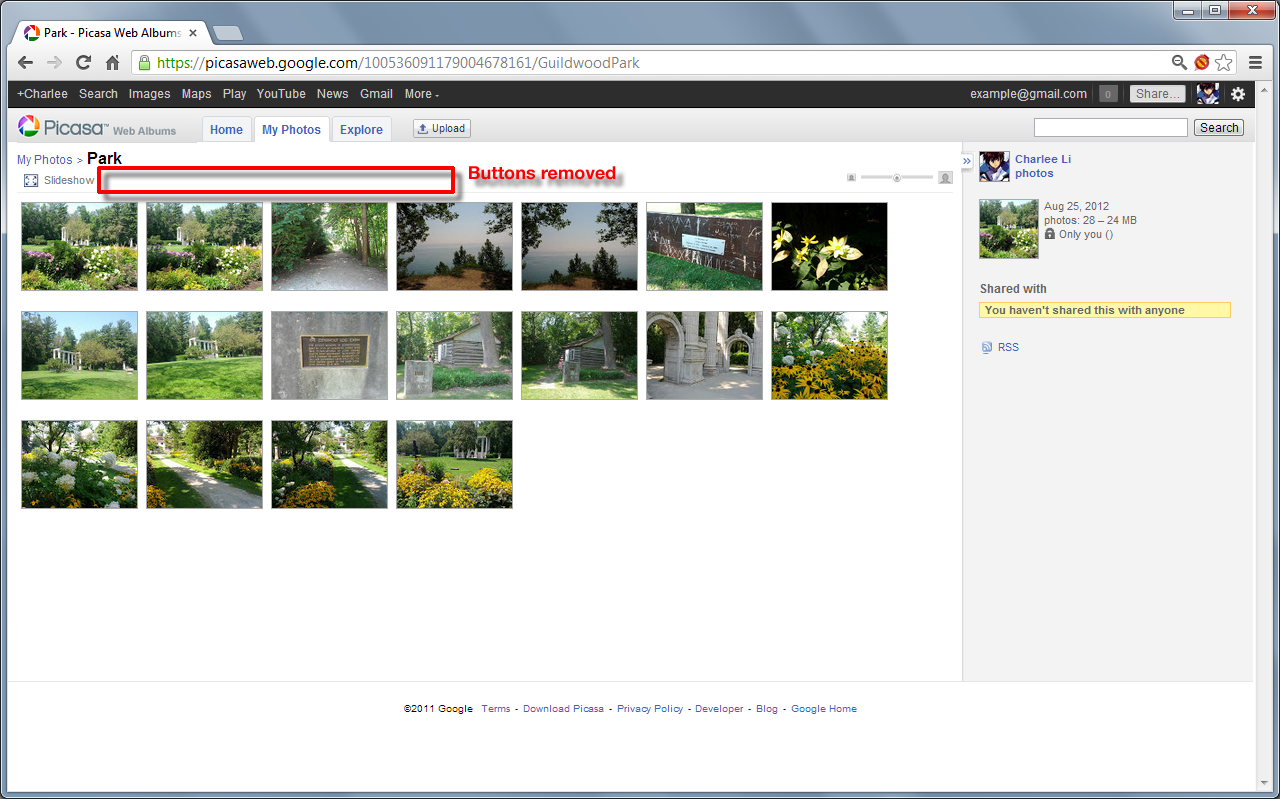 Park - Picasa Web Albums
https://picasaweb.google.com/100536091179004678161/GuildwoodPark
+Charlee Search Images Maps Play YouTube News Gmail More
example@gmail.com 0 Share...
Picasa™ Web Albums Home My Photos Explore Upload Search
My Photos > Park
Slideshow
Buttons removed
Charlee Li
photos
Aug 25, 2012
photos: 28 – 24 MB
Only you ()
Shared with
You haven't shared this with anyone
RSS
©2011 Google Terms - Download Picasa - Privacy Policy - Developer - Blog - Google Home